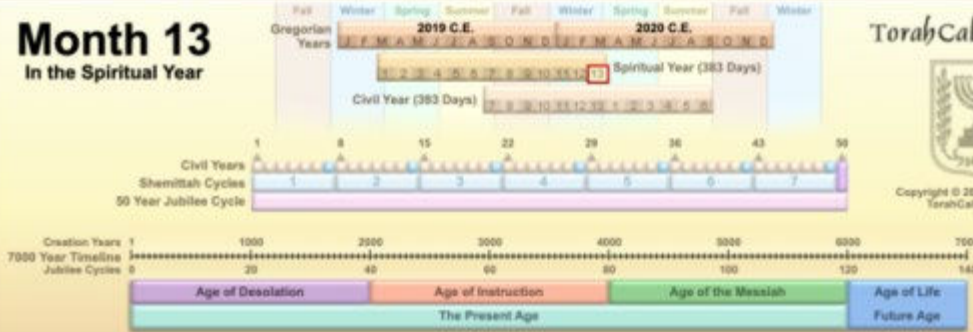 Month 13
In the Spiritual Year
Fall Winter Spring Summer Fall Winter Spring Summer Fall Winter
Gregorian Years
2019 C.E. 2020 C.E.
J F M A M J J A S O N D J F M A M J J A S O N D
1 2 3 4 5 6 7 8 9 10 11 12 13 Spiritual Year (383 Days)
Civil Year (383 Days) 7 8 9 10 11 12 13 1 2 3 4 5 6
1 8 15 22 29 36 43 50
Civil Years
Shemittah Cycles 1 2 3 4 5 6 7
50 Year Jubilee Cycle
Creation Years 1 1000 2000 3000 4000 5000 6000 700
7000 Year Timeline
Jubilee Cycles 0 20 40 60 80 100 120 14
Age of Desolation Age of Instruction Age of the Messiah Age of Life
The Present Age Future Age
TorahCal
Copyright © 20
TorahCal